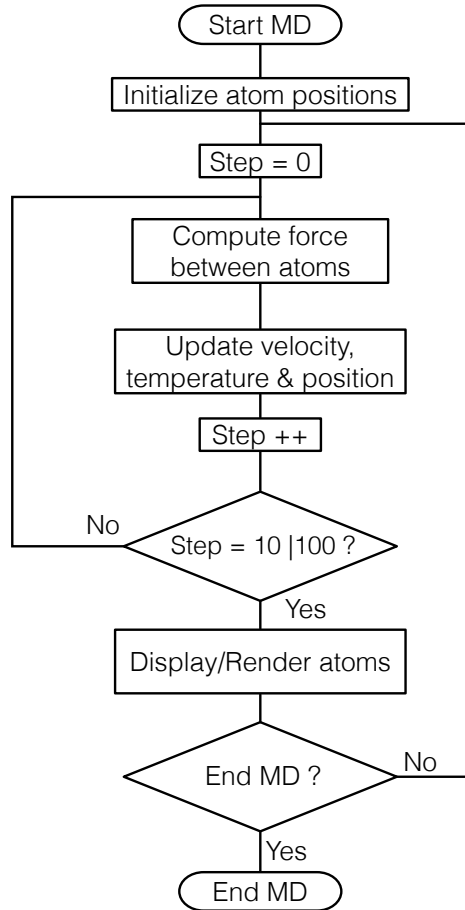 Start MD
Initialize atom positions
Step = 0
Compute force
between atoms
Update velocity,
temperature & position
Step ++
No
Step = 10 |100 ?
Yes
Display/Render atoms
End MD ?
No
Yes
End MD